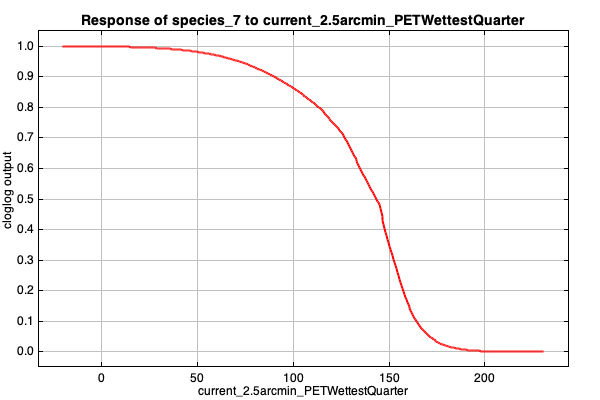 Response of species_7 to current_2.5arcmin_PETWettestQuarter
1.0
0.9
0.8
0.7
0.6
0.5
0.4
0.3
0.2
0.1
0.0
cloglog output
0 50 100 150 200
current_2.5arcmin_PETWettestQuarter